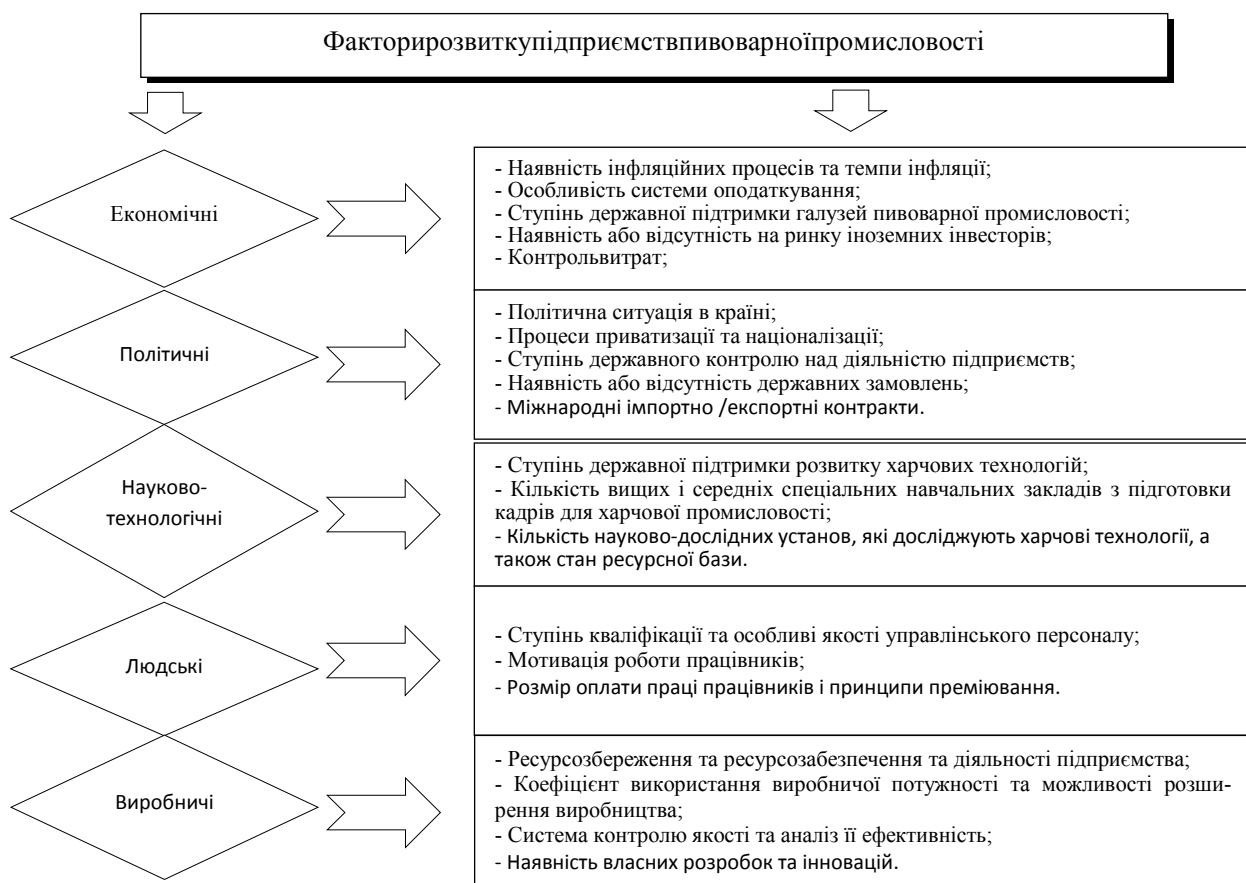 Факторирозвиткупідприємствпивоварноїпромисловості
Економічні
- Наявність інфляційних процесів та темпи інфляції;
- Особливість системи оподаткування;
- Ступінь державної підтримки галузей пивоварної промисловості;
- Наявність або відсутність на ринку іноземних інвесторів;
- Контрольвитрат;
Політичні
- Політична ситуація в країні;
- Процеси приватизації та націоналізації;
- Ступінь державного контролю над діяльністю підприємств;
- Наявність або відсутність державних замовлень;
- Міжнародні імпортно /експортні контракти.
Науково-
технологічні
- Ступінь державної підтримки розвитку харчових технологій;
- Кількість вищих і середніх спеціальних навчальних закладів з підготовки
кадрів для харчової промисловості;
- Кількість науково-дослідних установ, які досліджують харчові технології, а
також стан ресурсної бази.
Людські
- Ступінь кваліфікації та особливі якості управлінського персоналу;
- Мотивація роботи працівників;
- Розмір оплати праці працівників і принципи преміювання.
Виробничі
- Ресурсозбереження та ресурсозабезпечення та діяльності підприємства;
- Коефіцієнт використання виробничої потужності та можливості розши-
рення виробництва;
- Система контролю якості та аналіз її ефективність;
- Наявність власних розробок та інновацій.